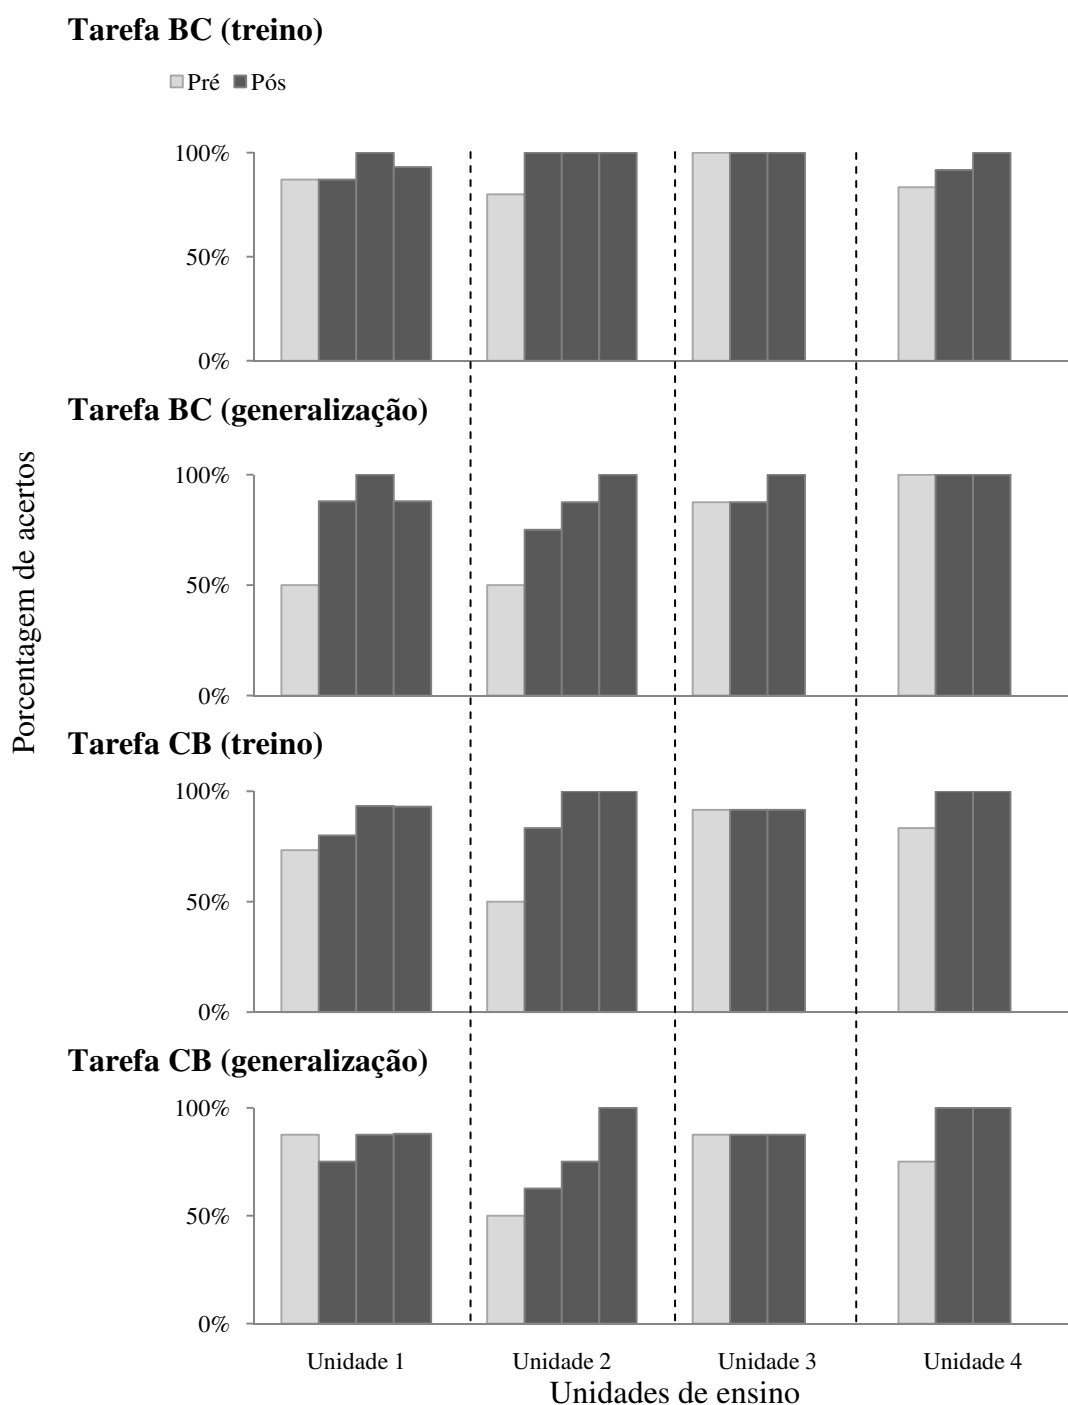 Tarefa BC (treino)
Pré Pós
100%
50%
0%
Tarefa BC (generalização)
100%
50%
0%
Tarefa CB (treino)
100%
50%
0%
Tarefa CB (generalização)
100%
50%
0%
Porcentagem de acertos
Unidade 1 Unidade 2 Unidade 3 Unidade 4
Unidades de ensino